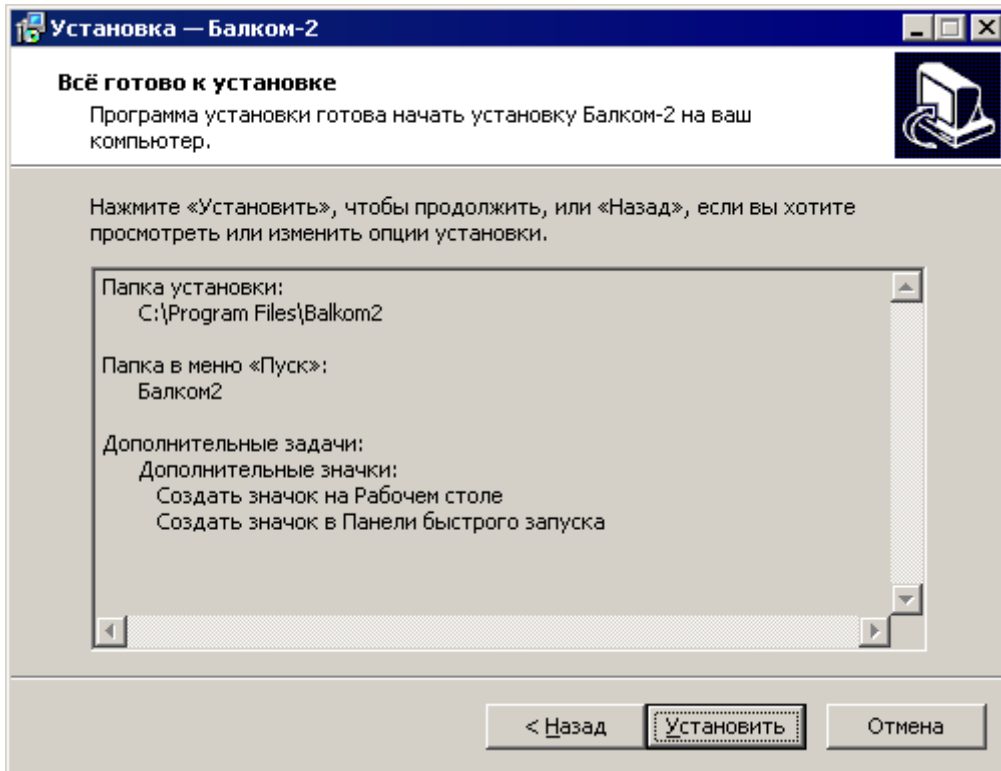 Установка — Балком-2
Всё готово к установке
Программа установки готова начать установку Балком-2 на ваш
компьютер.
Нажмите «Установить», чтобы продолжить, или «Назад», если вы хотите
просмотреть или изменить опции установки.
Папка установки:
C:\Program Files\Balkom2
Папка в меню «Пуск»:
Балком2
Дополнительные задачи:
Дополнительные значки:
Создать значок на Рабочем столе
Создать значок в Панели быстрого запуска
< Назад
Установить
Отмена